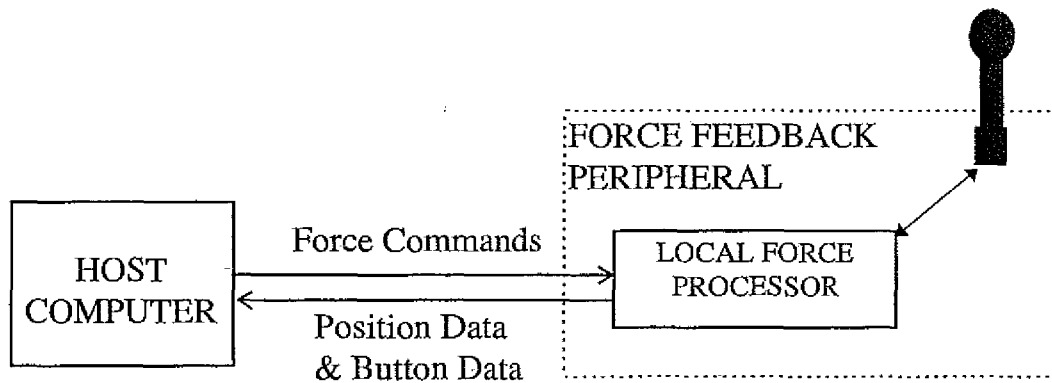 FORCE FEEDBACK
PERIPHERAL
HOST
COMPUTER
Force Commands
Position Data
& Button Data
LOCAL FORCE
PROCESSOR